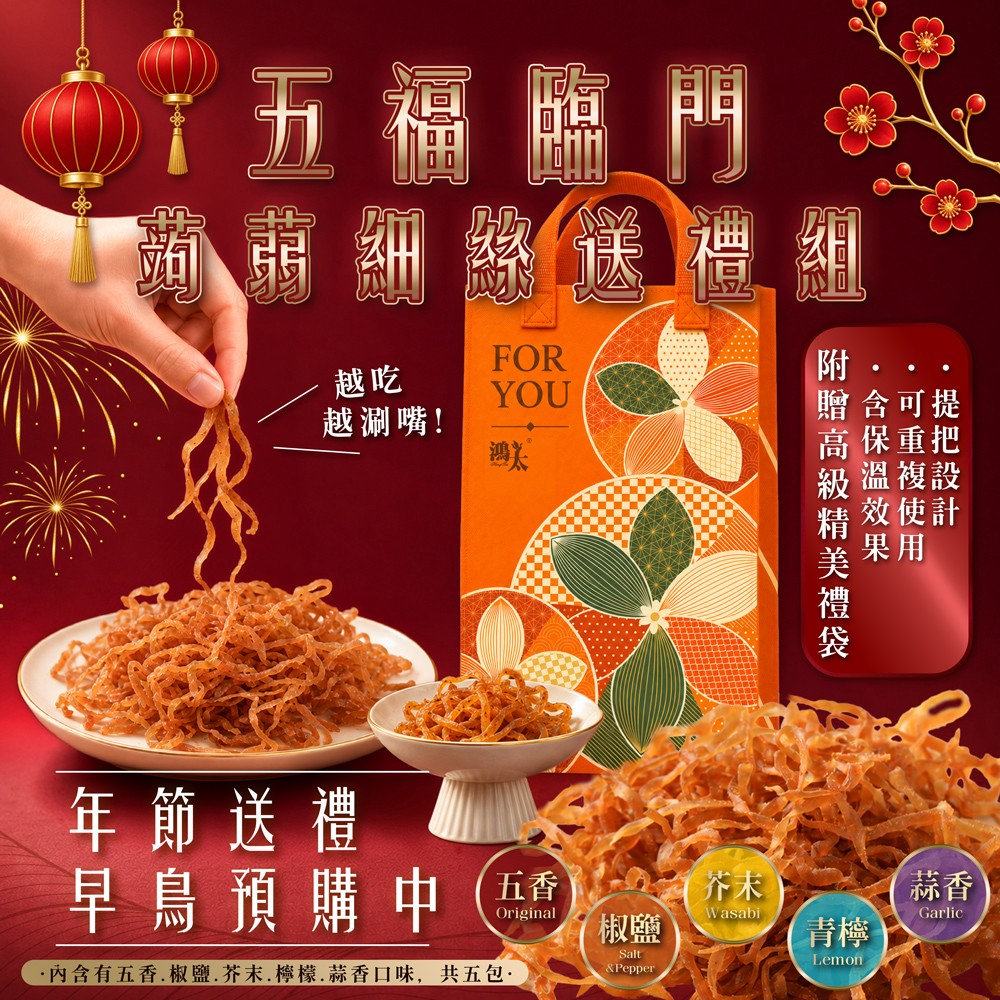 五福臨門
蒟蒻細絲送禮組
越吃
越涮嘴!
FOR
YOU
鴻太
®
提把設計
・可重複使用
・含保溫效果
附贈高級精美禮袋
年節送禮
早鳥預購中
五香
Original
椒鹽
Salt
&Pepper
芥末
Wasabi
青檸
Lemon
蒜香
Garlic
·內含有五香.椒鹽.芥末.檸檬.蒜香口味, 共五包·